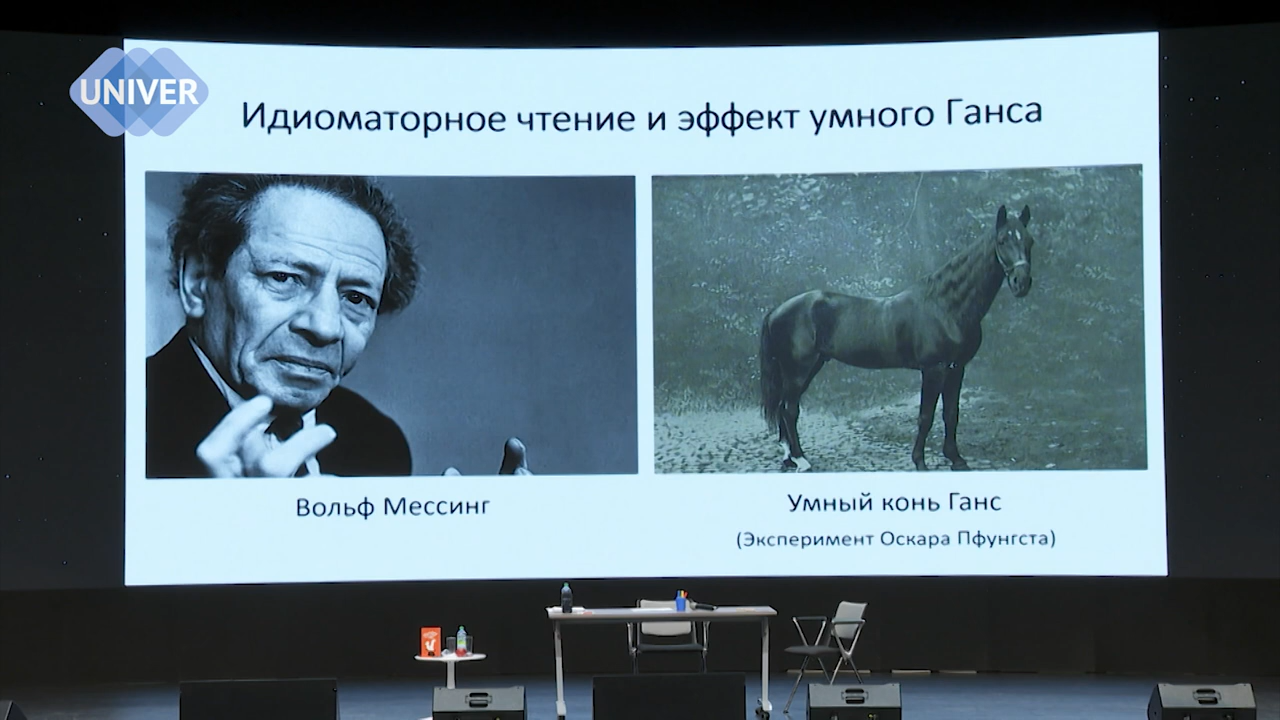 UNIVER
Идиоматорное чтение и эффект умного Ганса
Вольф Мессинг
Умный конь Ганс
(Эксперимент Оскара Пфунгста)